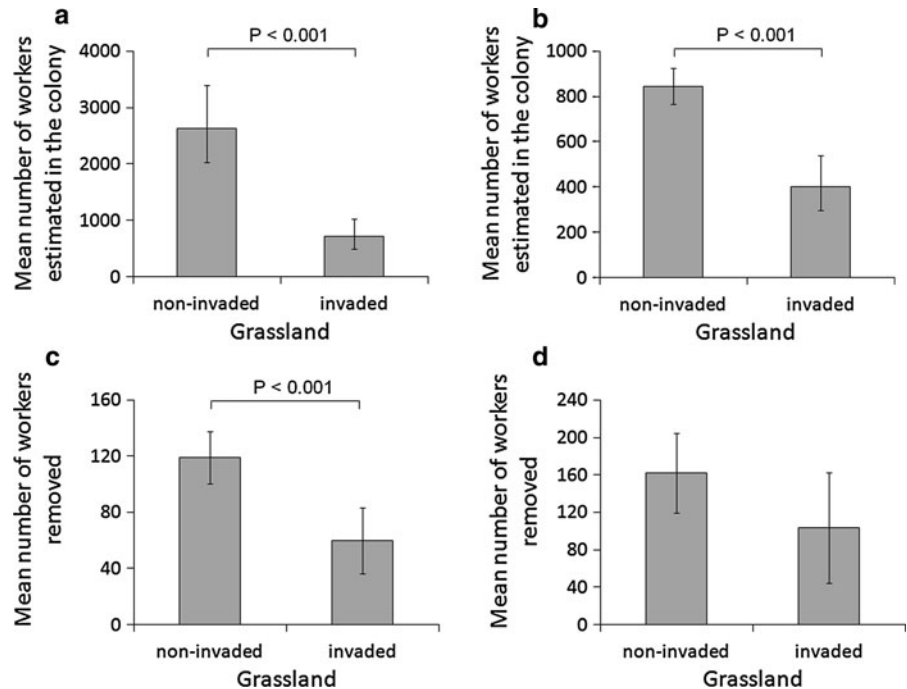 a
P < 0.001
Mean number of workers
estimated in the colony
4000
3000
2000
1000
0
non-invaded
invaded
Grassland
b
P < 0.001
Mean number of workers
estimated in the colony
1000
800
600
400
200
0
non-invaded
invaded
Grassland
c
P < 0.001
Mean number of workers
removed
160
120
80
40
0
non-invaded
invaded
Grassland
d
Mean number of workers
removed
240
200
160
120
80
40
0
non-invaded
invaded
Grassland